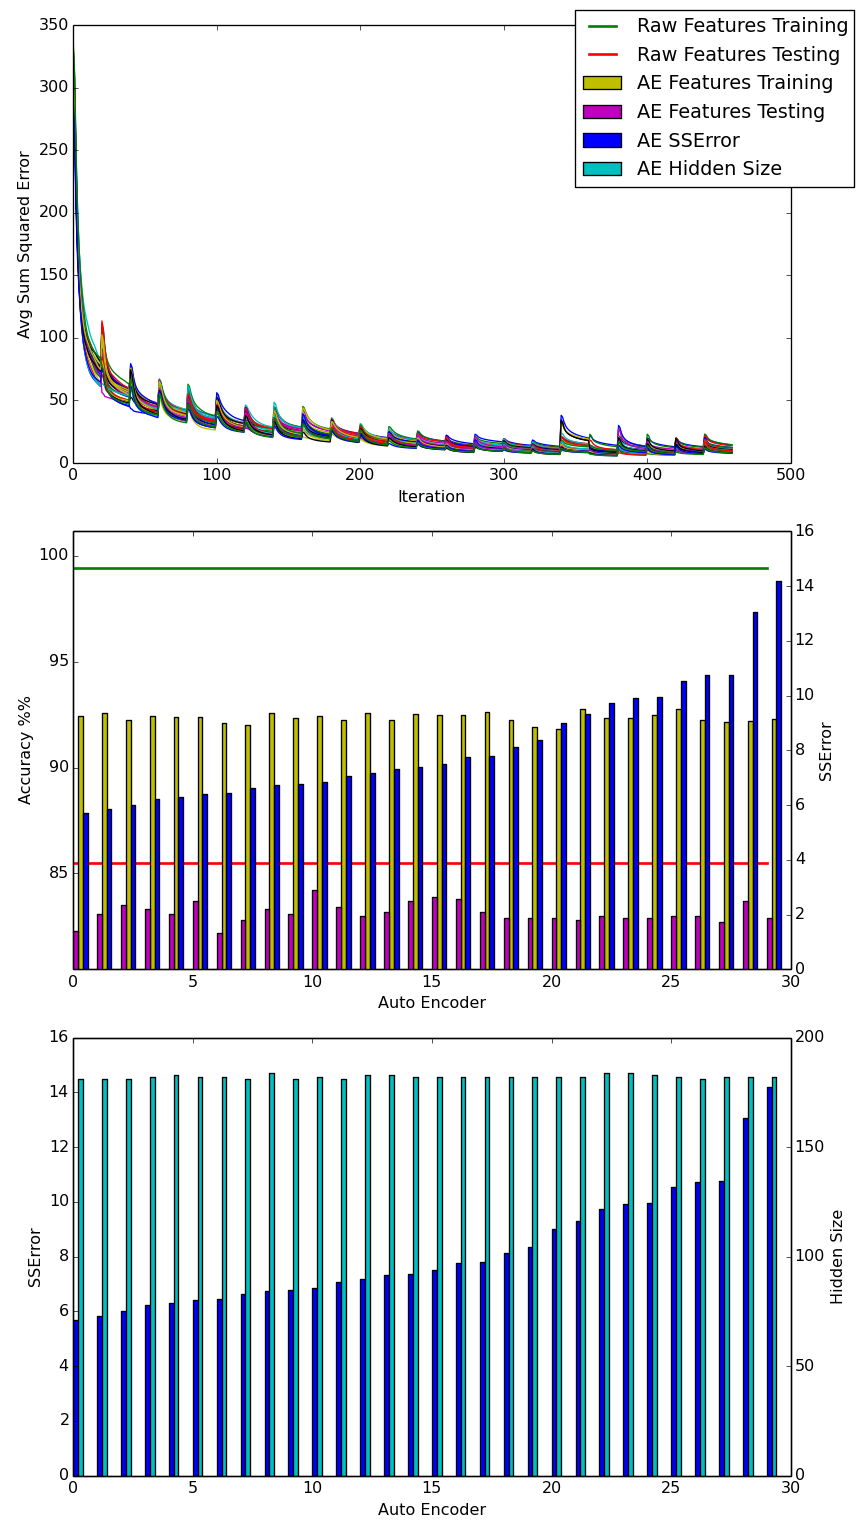 Raw Features Training
Raw Features Testing
AE Features Training
AE Features Testing
AE SSError
AE Hidden Size
350
300
250
200
150
100
50
0
Avg Sum Squared Error
0 100 200 300 400 500
Iteration
100
95
90
85
Accuracy %%
16
14
12
10
8
6
4
2
0
SSError
0 5 10 15 20 25 30
Auto Encoder
16
14
12
10
8
6
4
2
0
SSError
200
150
100
50
0
Hidden Size
0 5 10 15 20 25 30
Auto Encoder